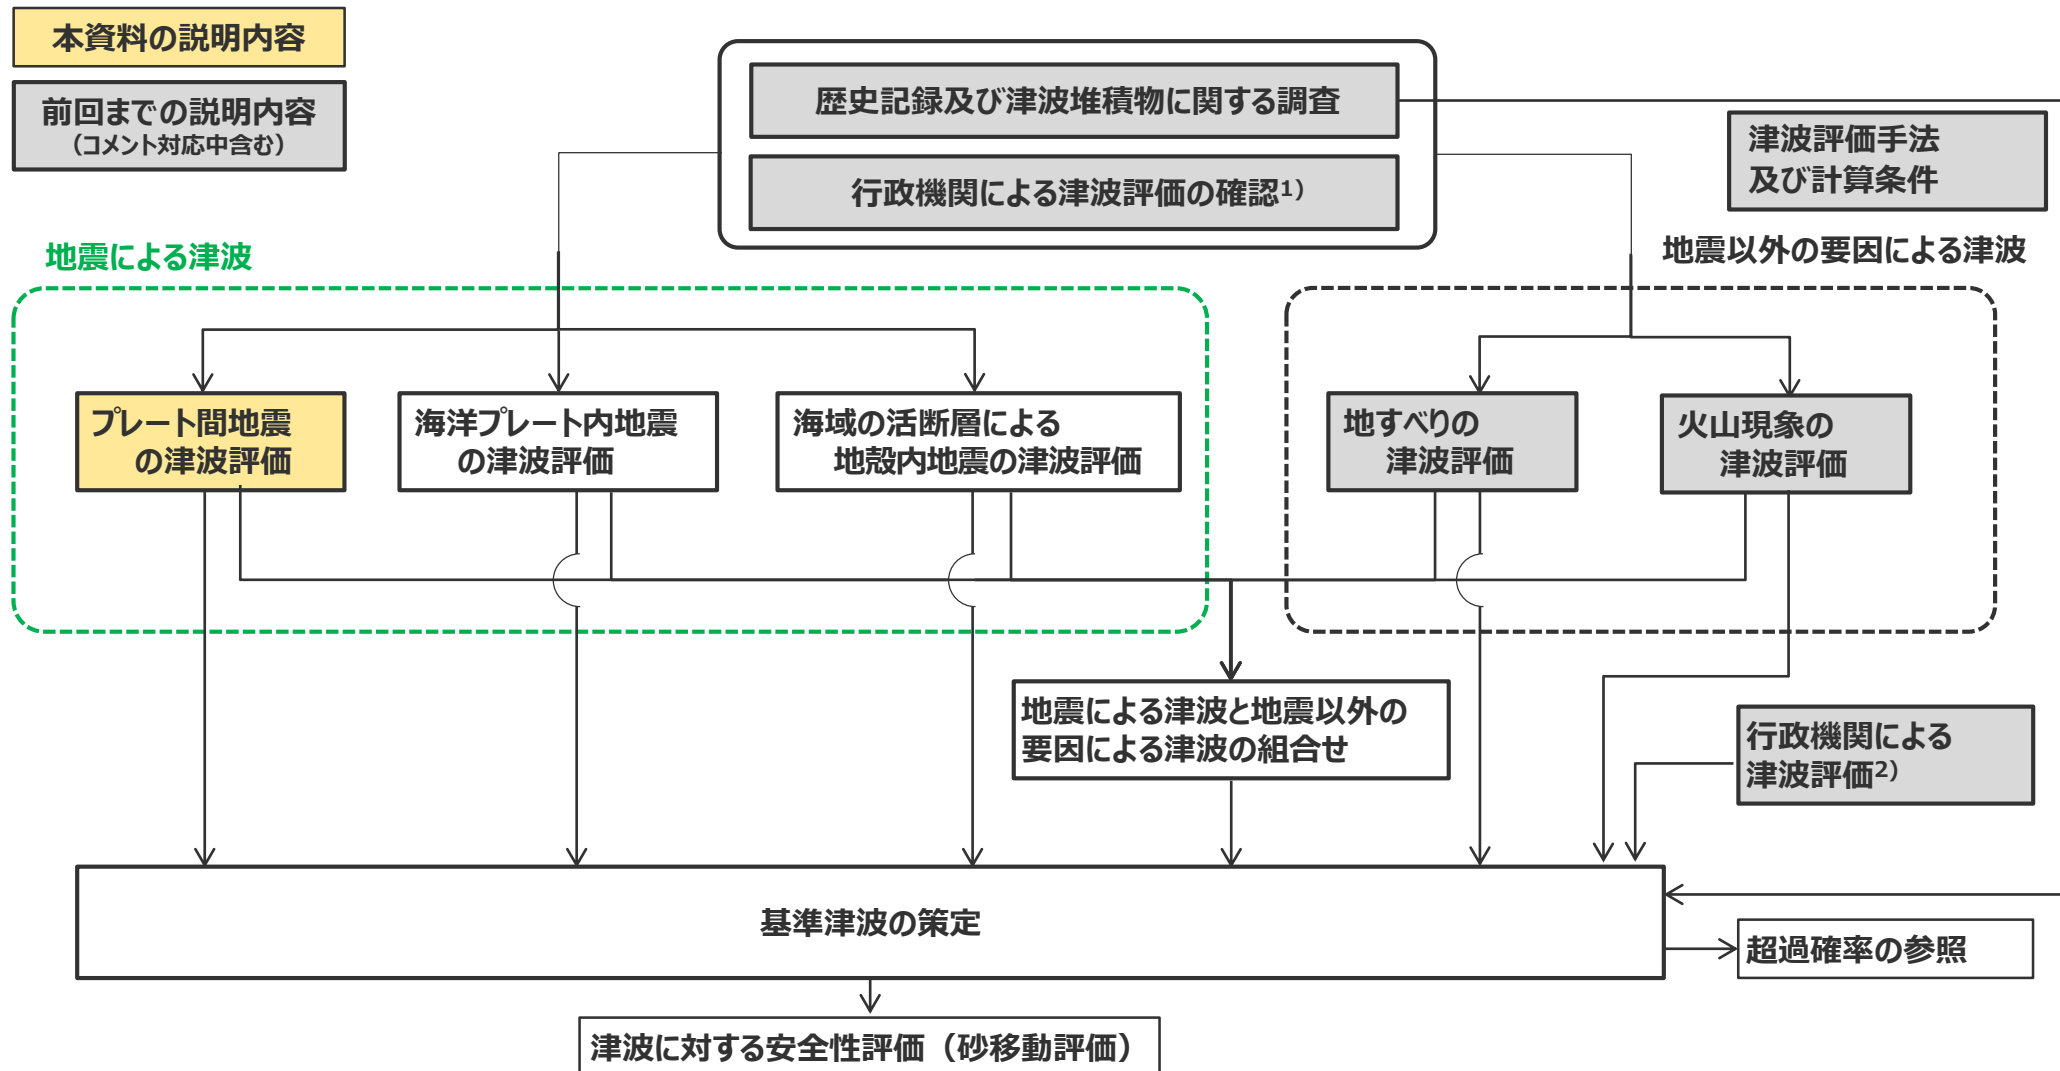 本資料の説明内容
前回までの説明内容
（コメント対応中含む）
歴史記録及び津波堆積物に関する調査
行政機関による津波評価の確認1）
津波評価手法
及び計算条件
地震による津波
地震以外の要因による津波
プレート間地震
の津波評価
海洋プレート内地震
の津波評価
海域の活断層による
地殻内地震の津波評価
地すべりの
津波評価
火山現象の
津波評価
地震による津波と地震以外の
要因による津波の組合せ
行政機関による
津波評価2）
基準津波の策定
超過確率の参照
津波に対する安全性評価（砂移動評価）